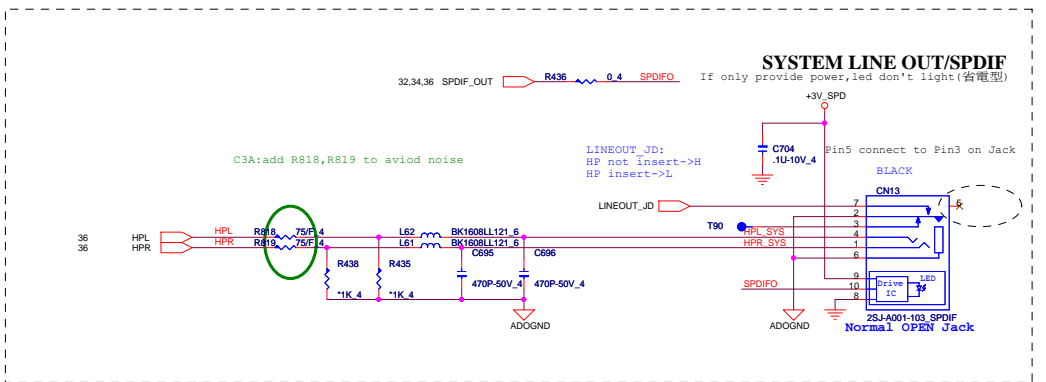 SYSTEM LINE OUT/SPDIF
If only provide power,led don't light(省電型)
32,34,36 SPDIF_OUT
R436
0_4
SPDIFO
+3V_SPD
C704
.1U-10V_4
Pin5 connect to Pin3 on Jack
C3A:add R818,R819 to aviod noise
LINEOUT_JD:
HP not insert->H
HP insert->L
BLACK
CN13
LINEOUT_JD
7
5
2
T90
3
36 HPL
HPL
R818 75/F_4
L62 BK1608LL121_6
HPL_SYS
4
36 HPR
HPR
R819 75/F_4
L61 BK1608LL121_6
HPR_SYS
1
C695
C696
6
R438
R435
470P-50V_4
470P-50V_4
9
Drive
IC
LED
SPDIFO
10
*1K_4
*1K_4
8
ADOGND
ADOGND
2SJ-A001-103_SPDIF
Normal OPEN Jack